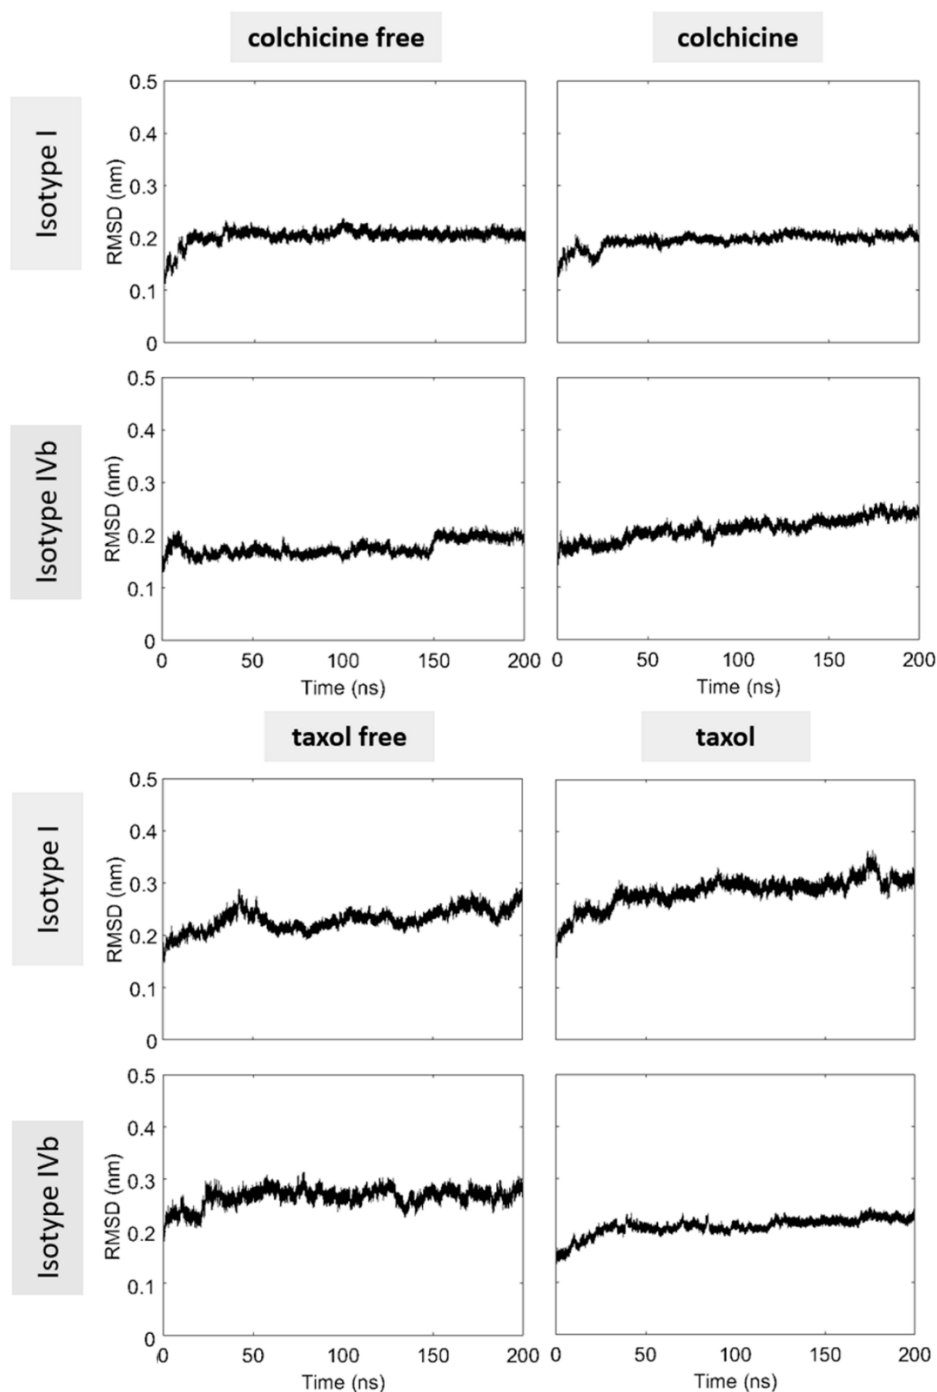 colchicine free
colchicine
Isotype I
RMSD (nm)
0.5
0.4
0.3
0.2
0.1
0
Isotype IVb
RMSD (nm)
0.5
0.4
0.3
0.2
0.1
0
0 50 100 150 200
Time (ns)
0 50 100 150 200
Time (ns)
taxol free
taxol
Isotype I
RMSD (nm)
0.5
0.4
0.3
0.2
0.1
0
Isotype IVb
RMSD (nm)
0.5
0.4
0.3
0.2
0.1
0
0 50 100 150 200
Time (ns)
0 50 100 150 200
Time (ns)